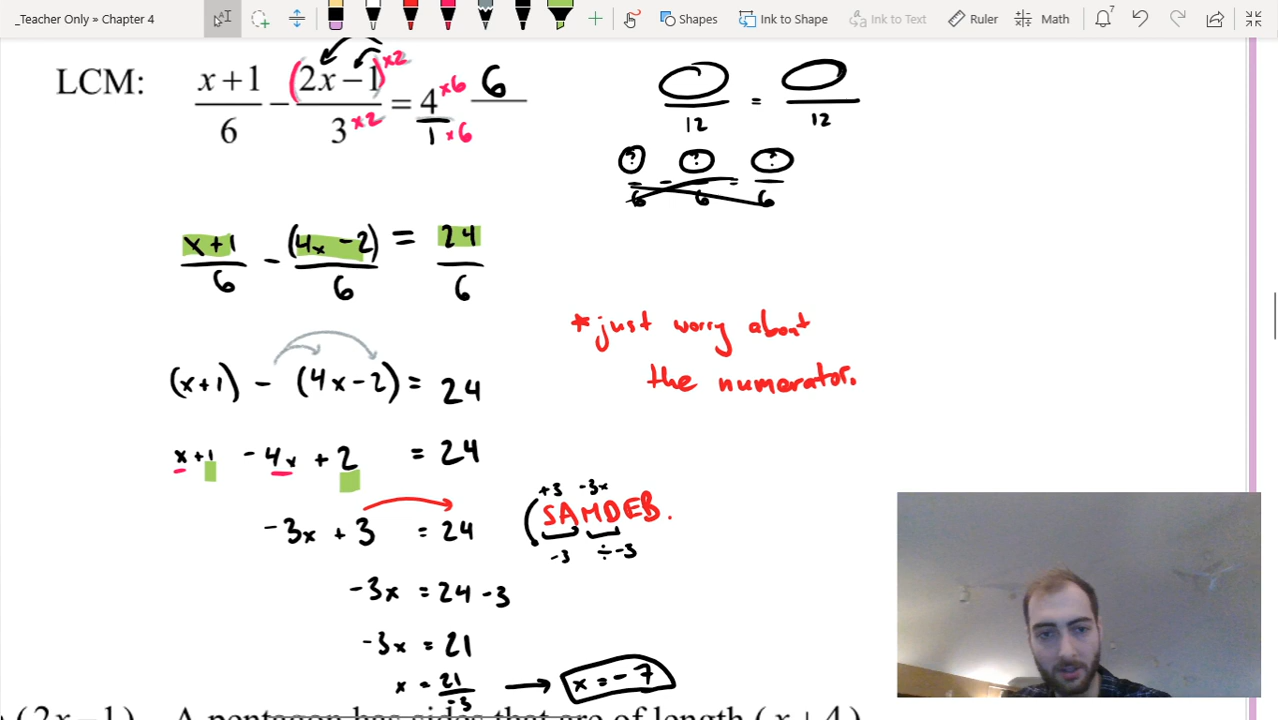 _Teacher Only » Chapter 4
Shapes Ink to Shape Ink to Text Ruler Math 7
LCM: x+1/6 - (2x-1)×2/3×2 = 4×6/1×6 6
/12 = /12
?/6 - ?/6 = ?/6
x+1/6 - (4x-2)/6 = 24/6
*just worry about
the numerator.
(x+1) - (4x-2) = 24
x+1 - 4x + 2 = 24
+3 -3x
(SAMDEB.
-3 ÷-3
-3x + 3 = 24
-3x = 24-3
-3x = 21
x = 21/-3 → x = -7
(2x-1). A pentagon has sides that are of length (x+4)